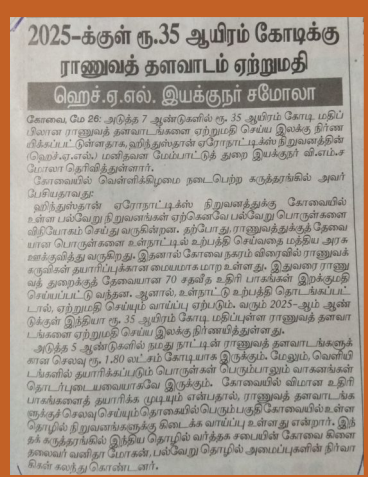 2025-க்குள் ரூ.35 ஆயிரம் கோடிக்கு
ராணுவத் தளவாடம் ஏற்றுமதி
ஹெச்.ஏ.எல். இயக்குநர் சமோலா
கோவை, மே 26: அடுத்த 7 ஆண்டுகளில் ரூ. 35 ஆயிரம் கோடி மதிப்
பிலான ராணுவத் தளவாடங்களை ஏற்றுமதி செய்ய இலக்கு நிர்ண
யிக்கப்பட்டுள்ளதாக, ஹிந்துஸ்தான் ஏரோநாட்டிக்ஸ் நிறுவனத்தின்
(ஹெச்.ஏ.எல்.) மனிதவள மேம்பாட்டுத் துறை இயக்குநர் வி.எம்.ச
மோலா தெரிவித்துள்ளார்.
கோவையில் வெள்ளிக்கிழமை நடைபெற்ற கருத்தரங்கில் அவர்
பேசியதாவது:
ஹிந்துஸ்தான் ஏரோநாட்டிக்ஸ் நிறுவனத்துக்கு கோவையில்
உள்ள பல்வேறு நிறுவனங்கள் ஏற்கெனவே பல்வேறு பொருள்களை
விநியோகம் செய்து வருகின்றன. தற்போது, ராணுவத்துக்குத் தேவை
யான பொருள்களை உள்நாட்டில் உற்பத்தி செய்வதை மத்திய அரசு
ஊக்குவித்து வருகிறது. இதனால் கோவை நகரம் விரைவில் ராணுவக்
கருவிகள் தயாரிப்புக்கான மையமாக மாற உள்ளது. இதுவரை ராணு
வத் துறைக்குத் தேவையான 70 சதவீத உதிரி பாகங்கள் இறக்குமதி
செய்யப்பட்டு வந்தன. ஆனால், உள்நாட்டு உற்பத்தி தொடங்கப்பட்
டால், ஏற்றுமதி செய்யும் வாய்ப்பு ஏற்படும். வரும் 2025-ஆம் ஆண்
டுக்குள் இந்தியா ரூ. 35 ஆயிரம் கோடி மதிப்புள்ள ராணுவத் தளவா
டங்களை ஏற்றுமதி செய்ய இலக்கு நிர்ணயித்துள்ளது.
அடுத்த 5 ஆண்டுகளில் நமது நாட்டின் ராணுவத் தளவாடங்களுக்
கான செலவு ரூ. 1.80 லட்சம் கோடியாக இருக்கும். மேலும், வெளியி
டங்களில் தயாரிக்கப்படும் பொருள்கள் பெரும்பாலும் வாகனங்கள்
தொடர்புடையவையாகவே இருக்கும். கோவையில் விமான உதிரி
பாகங்களைத் தயாரிக்க முடியும் என்பதால், ராணுவத் தளவாடங்க
ளுக்குச் செலவு செய்யும் தொகையில் பெரும்பகுதி கோவையில் உள்ள
தொழில் நிறுவனங்களுக்கு கிடைக்க வாய்ப்பு உள்ளது என்றார். இந்
தக் கருத்தரங்கில் இந்திய தொழில் வர்த்தக சபையின் கோவை கிளை
தலைவர் வனிதா மோகன், பல்வேறு தொழில் அமைப்புகளின் நிர்வா
கிகள் கலந்து கொண்டனர்.